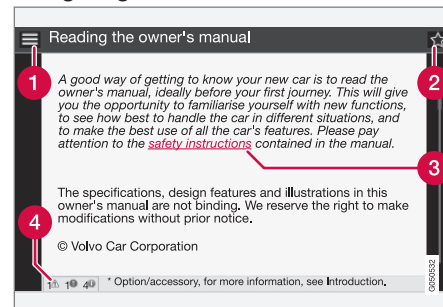 Reading the owner's manual
1
2
A good way of getting to know your new car is to read the
owner's manual, ideally before your first journey. This will give
you the opportunity to familiarise yourself with new functions,
to see how best to handle the car in different situations, and
to make the best use of all the car's features. Please pay
attention to the safety instructions contained in the manual.
3
The specifications, design features and illustrations in this
owner's manual are not binding. We reserve the right to make
modifications without prior notice.
4
© Volvo Car Corporation
1 1 4 * Option/accessory, for more information, see Introduction.
G050532